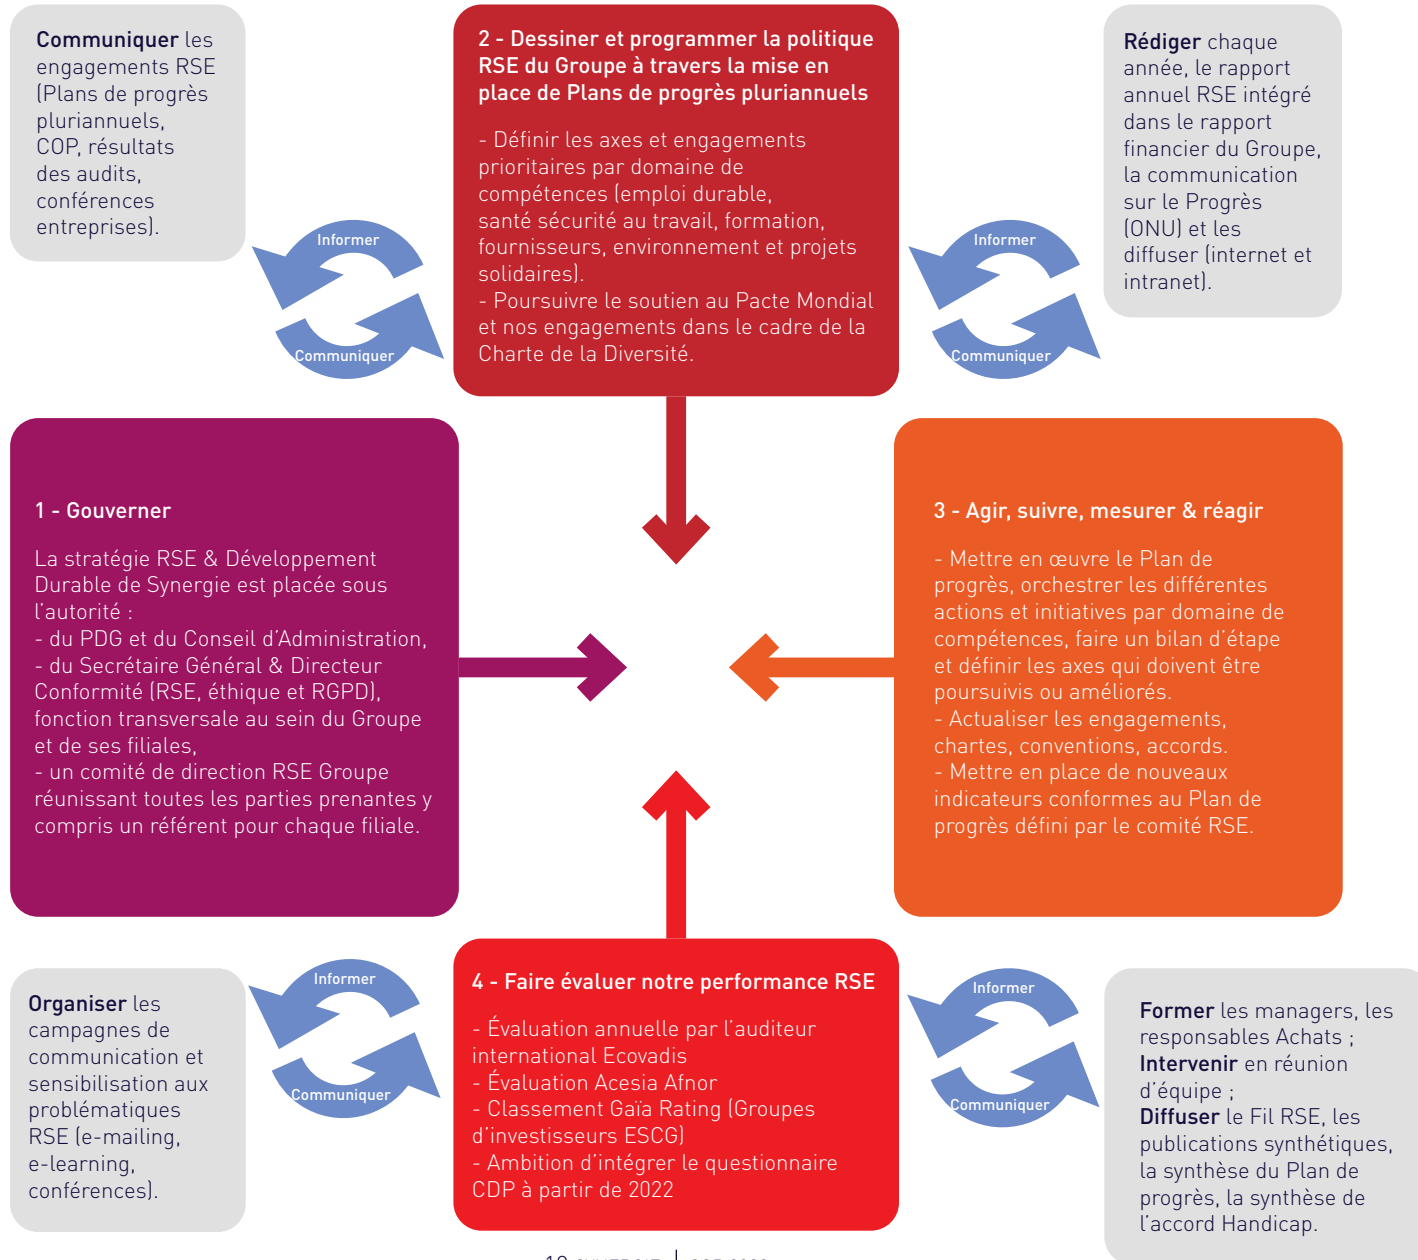 Communiquer les
engagements RSE
(Plans de progrès
pluriannuels,
COP, résultats
des audits,
conférences
entreprises).
Informer
Communiquer
2 - Dessiner et programmer la politique
RSE du Groupe à travers la mise en
place de Plans de progrès pluriannuels
- Définir les axes et engagements
prioritaires par domaine de
compétences (emploi durable,
santé sécurité au travail, formation,
fournisseurs, environnement et projets
solidaires).
- Poursuivre le soutien au Pacte Mondial
et nos engagements dans le cadre de la
Charte de la Diversité.
Informer
Communiquer
Rédiger chaque
année, le rapport
annuel RSE intégré
dans le rapport
financier du Groupe,
la communication
sur le Progrès
(ONU) et les
diffuser (internet et
intranet).
1 - Gouverner
La stratégie RSE & Développement
Durable de Synergie est placée sous
l'autorité :
- du PDG et du Conseil d'Administration,
- du Secrétaire Général & Directeur
Conformité (RSE, éthique et RGPD),
fonction transversale au sein du Groupe
et de ses filiales,
- un comité de direction RSE Groupe
réunissant toutes les parties prenantes y
compris un référent pour chaque filiale.
3 - Agir, suivre, mesurer & réagir
- Mettre en œuvre le Plan de
progrès, orchestrer les différentes
actions et initiatives par domaine de
compétences, faire un bilan d'étape
et définir les axes qui doivent être
poursuivis ou améliorés.
- Actualiser les engagements,
chartes, conventions, accords.
- Mettre en place de nouveaux
indicateurs conformes au Plan de
progrès défini par le comité RSE.
Organiser les
campagnes de
communication et
sensibilisation aux
problématiques
RSE (e-mailing,
e-learning,
conférences).
Informer
Communiquer
4 - Faire évaluer notre performance RSE
- Évaluation annuelle par l'auditeur
international Ecovadis
- Évaluation Acesia Afnor
- Classement Gaïa Rating (Groupes
d'investisseurs ESCG)
- Ambition d'intégrer le questionnaire
CDP à partir de 2022
Informer
Communiquer
Former les managers, les
responsables Achats ;
Intervenir en réunion
d'équipe ;
Diffuser le Fil RSE, les
publications synthétiques,
la synthèse du Plan de
progrès, la synthèse de
l'accord Handicap.